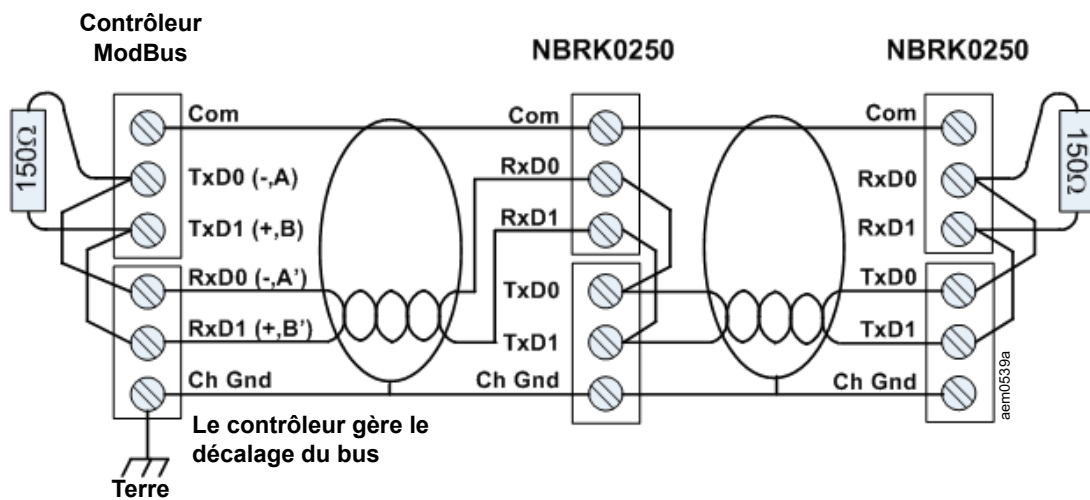 Contrôleur
ModBus
NBRK0250
NBRK0250
150Ω
Com
TxD0 (-,A)
TxD1 (+,B)
RxD0 (-,A')
RxD1 (+,B')
Ch Gnd
Com
RxD0
RxD1
TxD0
TxD1
Ch Gnd
Com
RxD0
RxD1
TxD0
TxD1
Ch Gnd
150Ω
aem0539a
Le contrôleur gère le
décalage du bus
Terre